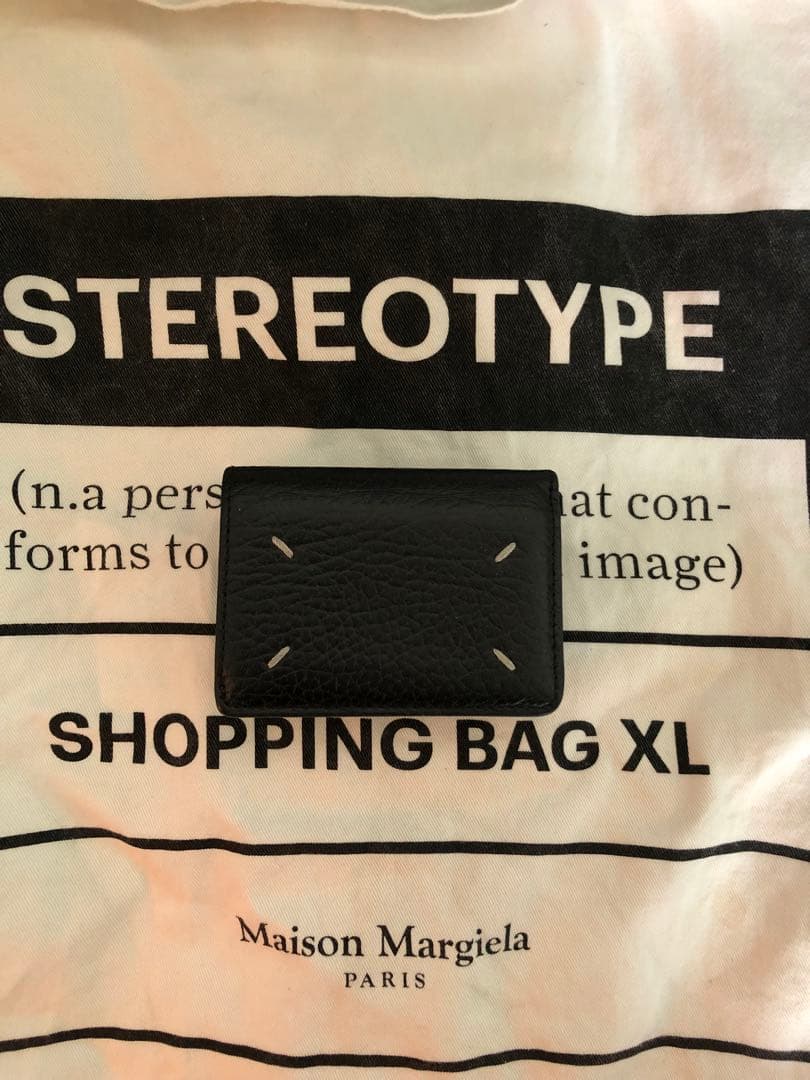 STEREOTYPE
(n.a pers at con-
forms to image)
SHOPPING BAG XL
Maison Margiela
PARIS